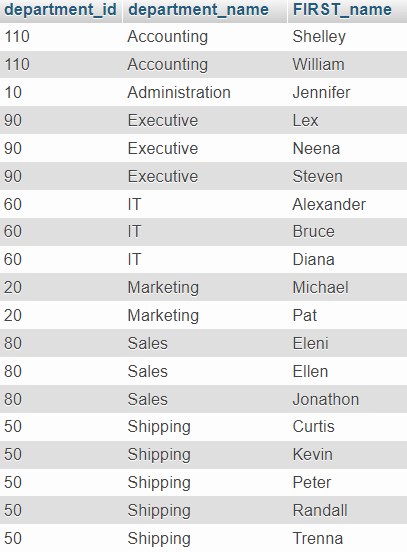 department_id department_name FIRST_name
110 Accounting Shelley
110 Accounting William
10 Administration Jennifer
90 Executive Lex
90 Executive Neena
90 Executive Steven
60 IT Alexander
60 IT Bruce
60 IT Diana
20 Marketing Michael
20 Marketing Pat
80 Sales Eleni
80 Sales Ellen
80 Sales Jonathon
50 Shipping Curtis
50 Shipping Kevin
50 Shipping Peter
50 Shipping Randall
50 Shipping Trenna